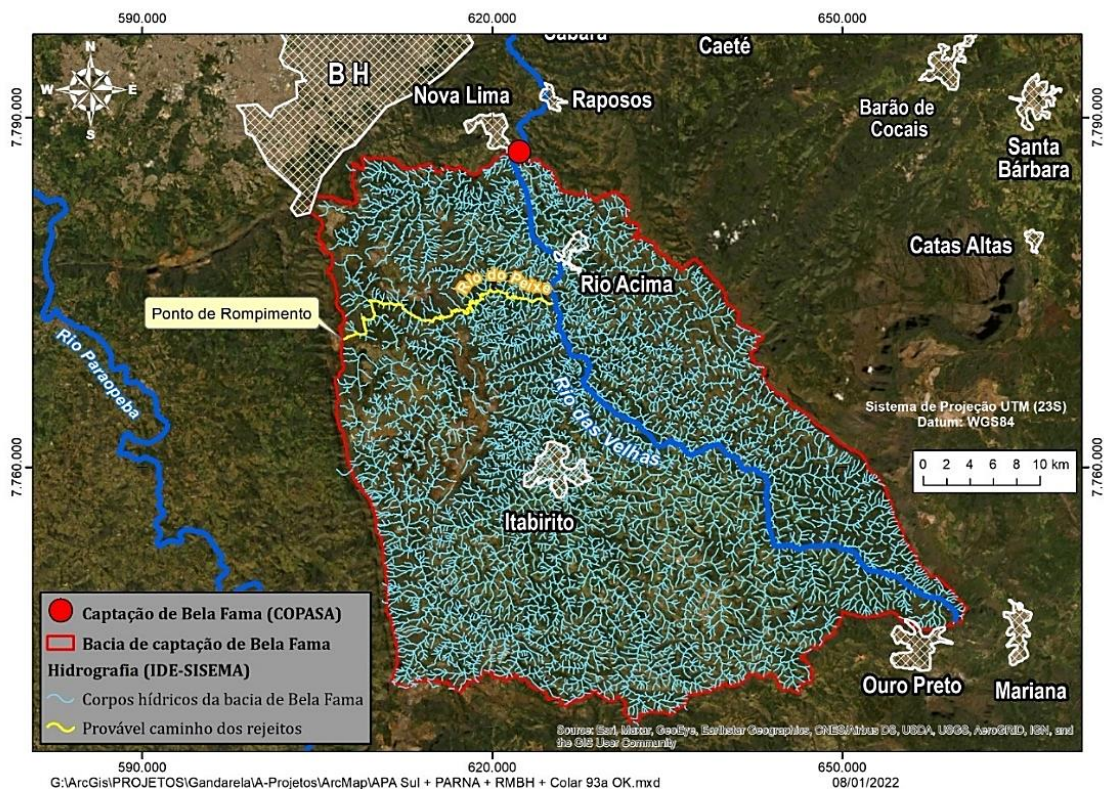 590.000
620.000
650.000
N
W
E
S
B H
Sabará
Caeté
Nova Lima
Raposos
Barão de
Cocais
Santa
Bárbara
7.790.000
7.790.000
Catas Altas
Rio do Peixe
Rio Acima
Ponto de Rompimento
Rio Paraopeba
Rio das Velhas
Sistema de Projeção UTM (23S)
Datum: WGS84
0 2 4 6 8 10 km
7.760.000
7.760.000
Itabirito
Captação de Bela Fama (COPASA)
Bacia de captação de Bela Fama
Hidrografia (IDE-SISEMA)
Corpos hídricos da bacia de Bela Fama
Provável caminho dos rejeitos
Ouro Preto
Mariana
Source: Esri, Maxar, GeoEye, Earthstar Geographics, CNES/Airbus DS, USDA, USGS, AeroGRID, IGN, and
the GIS User Community
590.000
620.000
650.000
G:\ArcGis\PROJETOS\Gandarela\A-Projetos\ArcMap\APA Sul + PARNA + RMBH + Colar 93a OK.mxd
08/01/2022